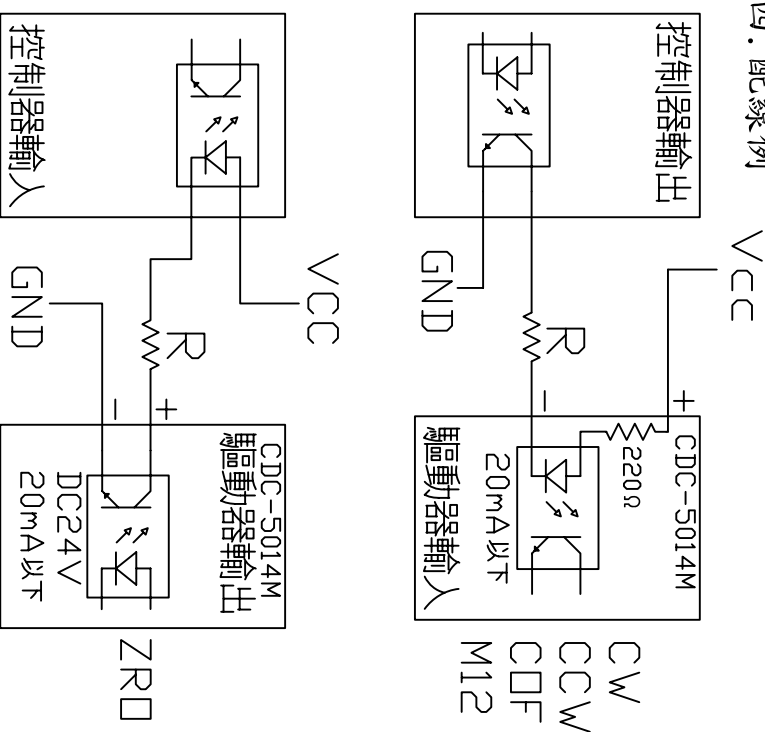 四. 配線例
Vcc
控制器輸出
GND
R
+
-
CDC-5014M
220Ω
20mA以下
驅動器輸入
CW
CCW
COF
M12
控制器輸入
VCC
GND
R
+
-
CDC-5014M
驅動器輸出
DC24V
20mA以下
ZRO